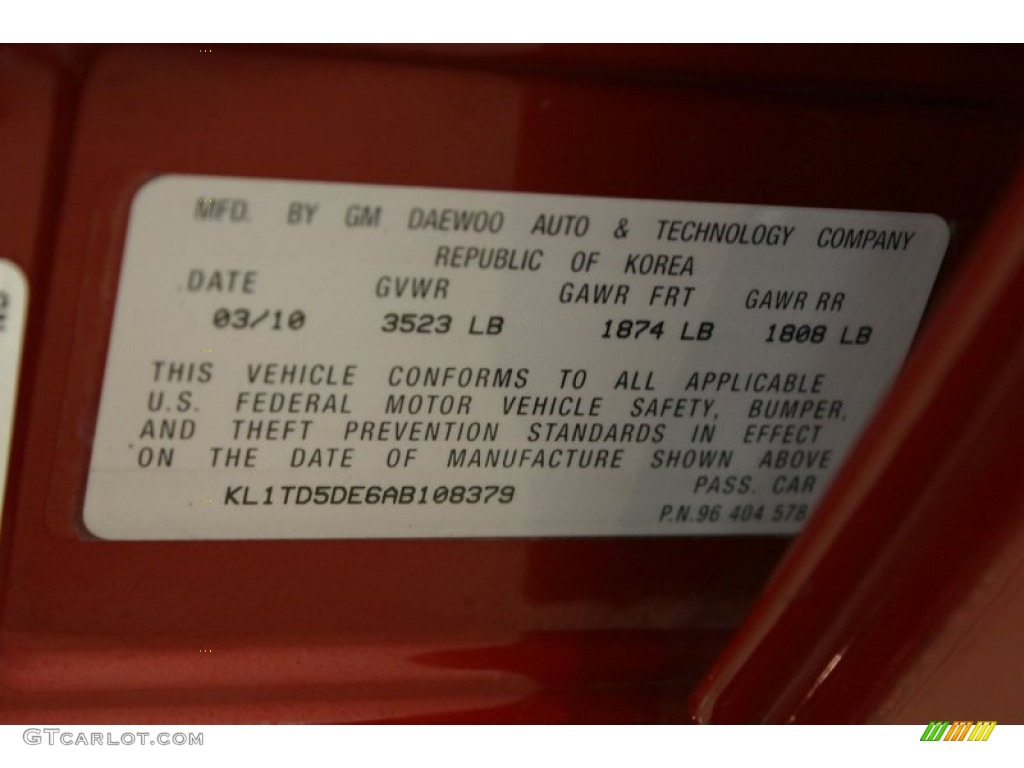 MFD. BY GM DAEWOO AUTO & TECHNOLOGY COMPANY
REPUBLIC OF KOREA
DATE GVWR GAWR FRT GAWR RR
03/10 3523 LB 1874 LB 1808 LB
THIS VEHICLE CONFORMS TO ALL APPLICABLE
U.S. FEDERAL MOTOR VEHICLE SAFETY, BUMPER,
AND THEFT PREVENTION STANDARDS IN EFFECT
ON THE DATE OF MANUFACTURE SHOWN ABOVE
KL1TD5DE6AB108379 PASS. CAR
P.N.96 404 578
GTCARLOT.COM